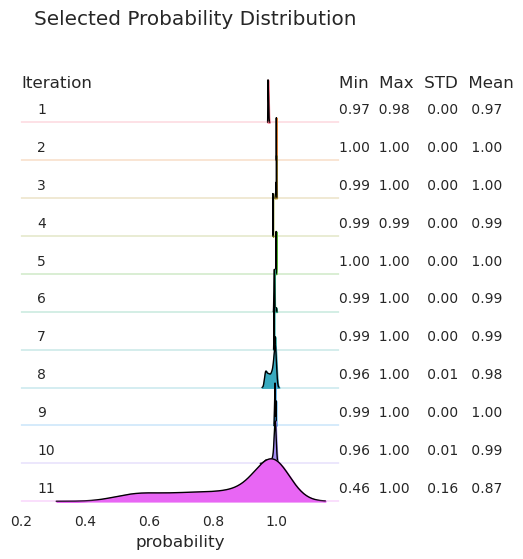 Selected Probability Distribution
Iteration Min Max STD Mean
1 0.97 0.98 0.00 0.97
2 1.00 1.00 0.00 1.00
3 0.99 1.00 0.00 1.00
4 0.99 0.99 0.00 0.99
5 1.00 1.00 0.00 1.00
6 0.99 1.00 0.00 0.99
7 0.99 1.00 0.00 0.99
8 0.96 1.00 0.01 0.98
9 0.99 1.00 0.00 1.00
10 0.96 1.00 0.01 0.99
11 0.46 1.00 0.16 0.87
0.2 0.4 0.6 0.8 1.0
probability